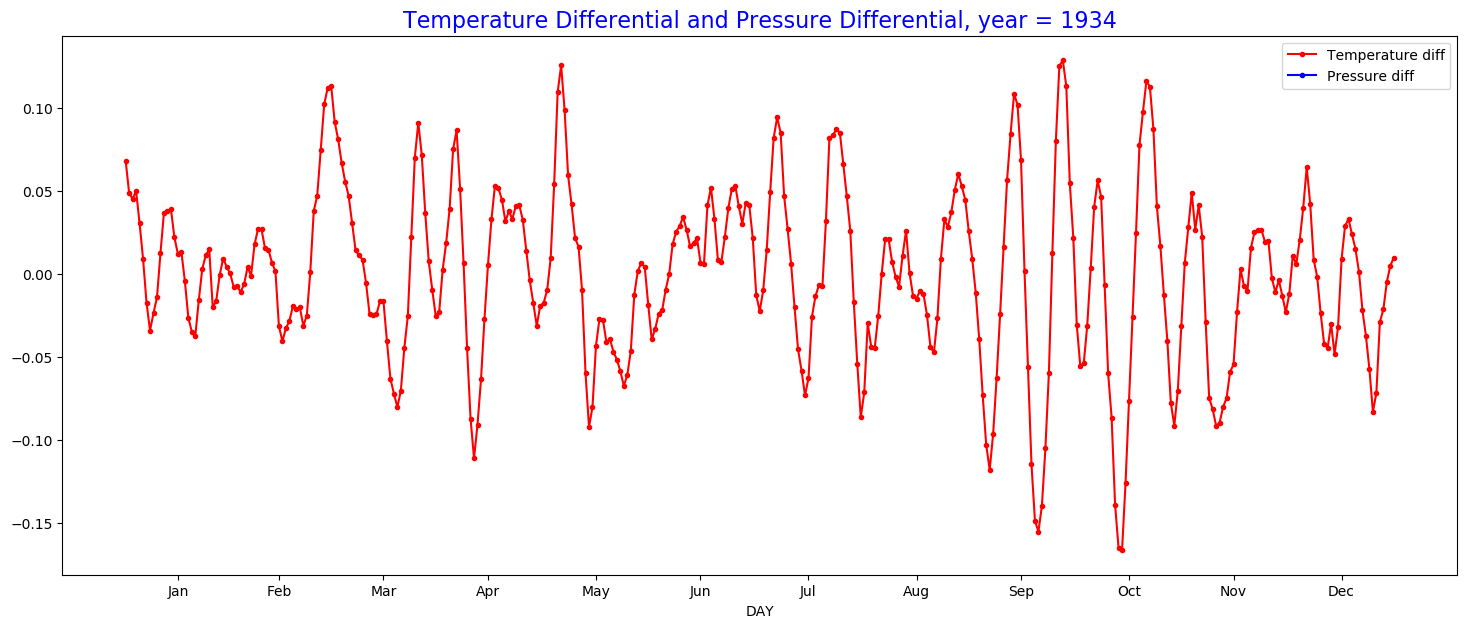 Temperature Differential and Pressure Differential, year = 1934
Temperature diff
Pressure diff
0.10
0.05
0.00
−0.05
−0.10
−0.15
Jan Feb Mar Apr May Jun Jul Aug Sep Oct Nov Dec
DAY